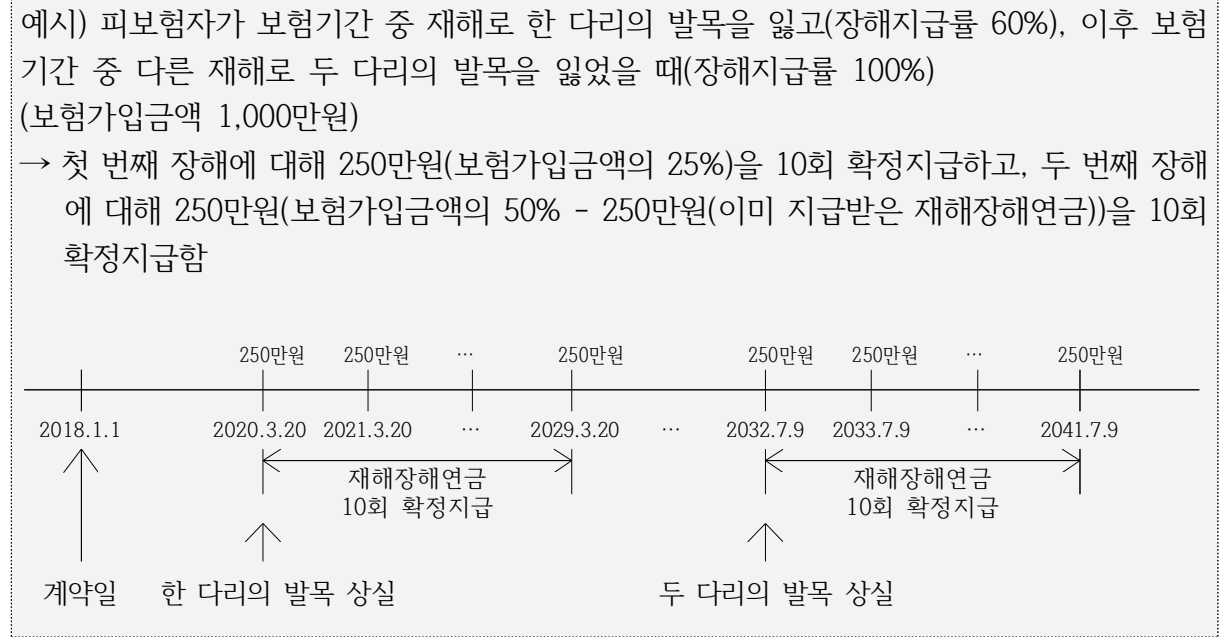 예시) 피보험자가 보험기간 중 재해로 한 다리의 발목을 잃고(장해지급률 60%), 이후 보험
기간 중 다른 재해로 두 다리의 발목을 잃었을 때(장해지급률 100%)
(보험가입금액 1,000만원)
→ 첫 번째 장해에 대해 250만원(보험가입금액의 25%)을 10회 확정지급하고, 두 번째 장해
에 대해 250만원(보험가입금액의 50% - 250만원(이미 지급받은 재해장해연금))을 10회
확정지급함
250만원 250만원 … 250만원 250만원 250만원 … 250만원
2018.1.1 2020.3.20 2021.3.20 … 2029.3.20 … 2032.7.9 2033.7.9 … 2041.7.9
재해장해연금 재해장해연금
10회 확정지급 10회 확정지급
계약일 한 다리의 발목 상실 두 다리의 발목 상실